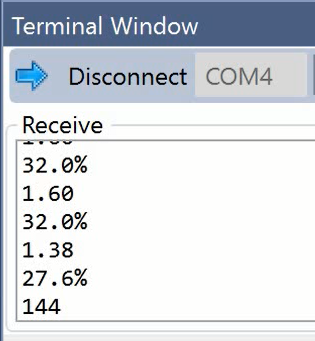 Terminal Window
Disconnect COM4
Receive
32.0%
1.60
32.0%
1.38
27.6%
144